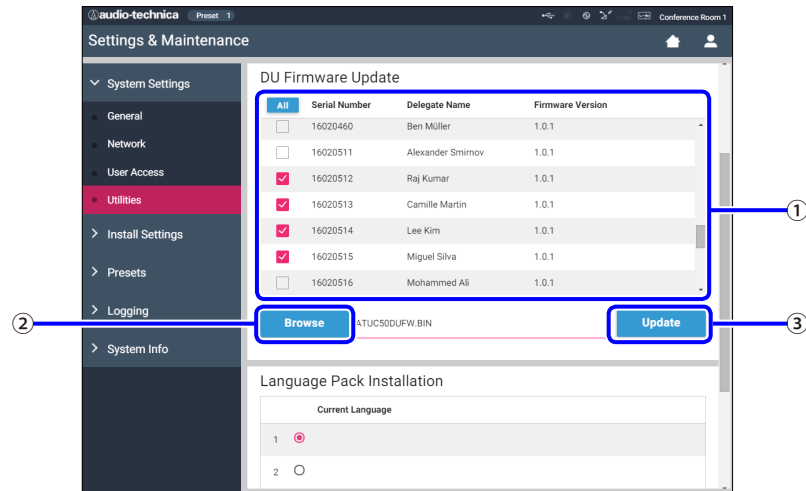 audio-technica Preset 1 Conference Room 1
Settings & Maintenance
System Settings
General
Network
User Access
Utilities
Install Settings
Presets
Logging
System Info
DU Firmware Update
All Serial Number Delegate Name Firmware Version
16020460 Ben Müller 1.0.1
16020511 Alexander Smirnov 1.0.1
16020512 Raj Kumar 1.0.1
16020513 Camille Martin 1.0.1
16020514 Lee Kim 1.0.1
16020515 Miguel Silva 1.0.1
16020516 Mohammed Ali 1.0.1
①
② Browse ATUC50DUFW.BIN Update ③
Language Pack Installation
Current Language
1
2